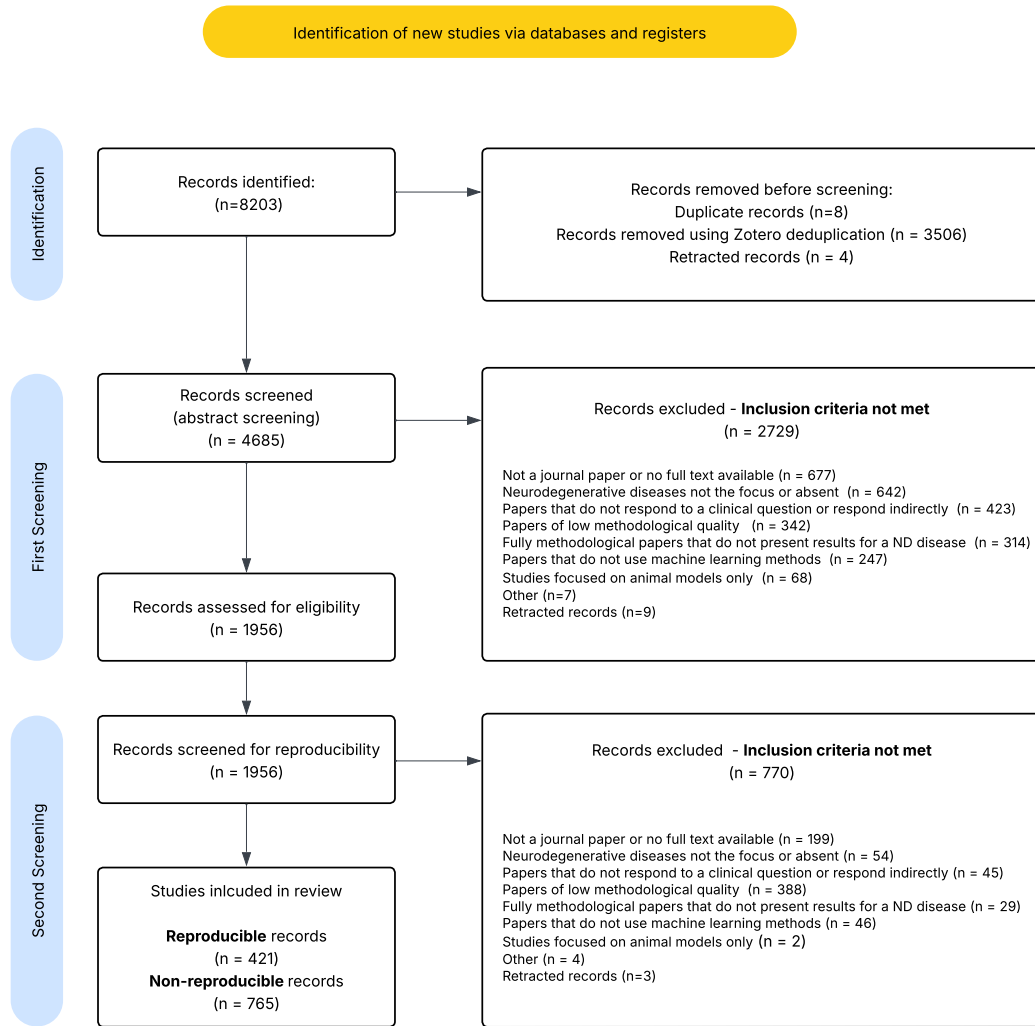 Identification of new studies via databases and registers
Identification
Records identified:
(n=8203)
Records removed before screening:
Duplicate records (n=8)
Records removed using Zotero deduplication (n = 3506)
Retracted records (n = 4)
First Screening
Records screened
(abstract screening)
(n = 4685)
Records excluded - Inclusion criteria not met
(n = 2729)
Not a journal paper or no full text available (n = 677)
Neurodegenerative diseases not the focus or absent (n = 642)
Papers that do not respond to a clinical question or respond indirectly (n = 423)
Papers of low methodological quality (n = 342)
Fully methodological papers that do not present results for a ND disease (n = 314)
Papers that do not use machine learning methods (n = 247)
Studies focused on animal models only (n = 68)
Other (n=7)
Retracted records (n=9)
Records assessed for eligibility
(n = 1956)
Second Screening
Records screened for reproducibility
(n = 1956)
Records excluded - Inclusion criteria not met
(n = 770)
Not a journal paper or no full text available (n = 199)
Neurodegenerative diseases not the focus or absent (n = 54)
Papers that do not respond to a clinical question or respond indirectly (n = 45)
Papers of low methodological quality (n = 388)
Fully methodological papers that do not present results for a ND disease (n = 29)
Papers that do not use machine learning methods (n = 46)
Studies focused on animal models only (n = 2)
Other (n = 4)
Retracted records (n=3)
Studies inlcuded in review
Reproducible records
(n = 421)
Non-reproducible records
(n = 765)